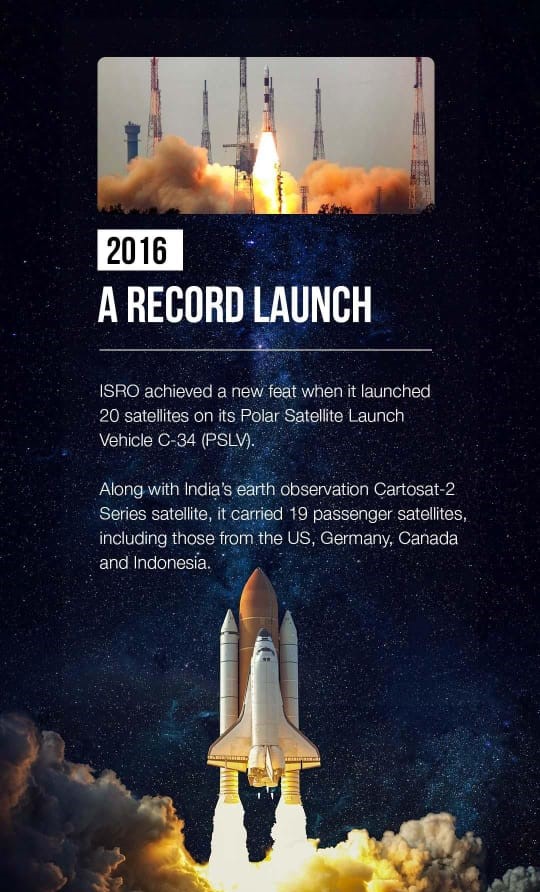 2016
A RECORD LAUNCH
ISRO achieved a new feat when it launched
20 satellites on its Polar Satellite Launch
Vehicle C-34 (PSLV).
Along with India's earth observation Cartosat-2
Series satellite, it carried 19 passenger satellites,
including those from the US, Germany, Canada
and Indonesia.